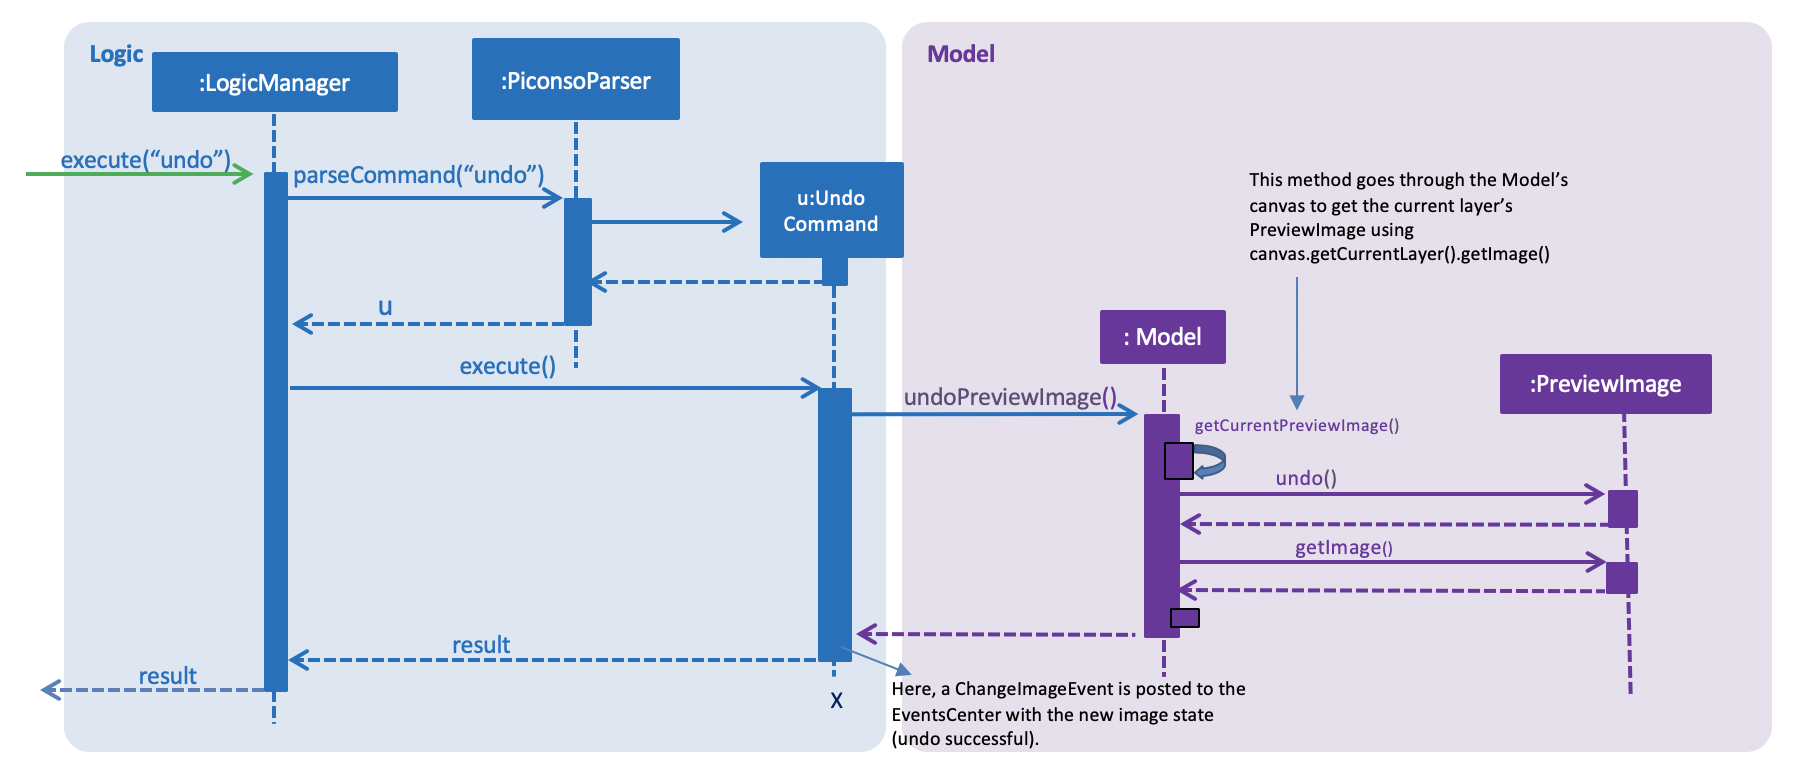 Logic
Model
:LogicManager
:PiconsoParser
execute(“undo”)
parseCommand(“undo”)
u:Undo
Command
This method goes through the Model’s
canvas to get the current layer’s
PreviewImage using
canvas.getCurrentLayer().getImage()
u
: Model
execute()
:PreviewImage
undoPreviewImage()
getCurrentPreviewImage()
undo()
getImage()
result
result
X
Here, a ChangeImageEvent is posted to the
EventsCenter with the new image state
(undo successful).